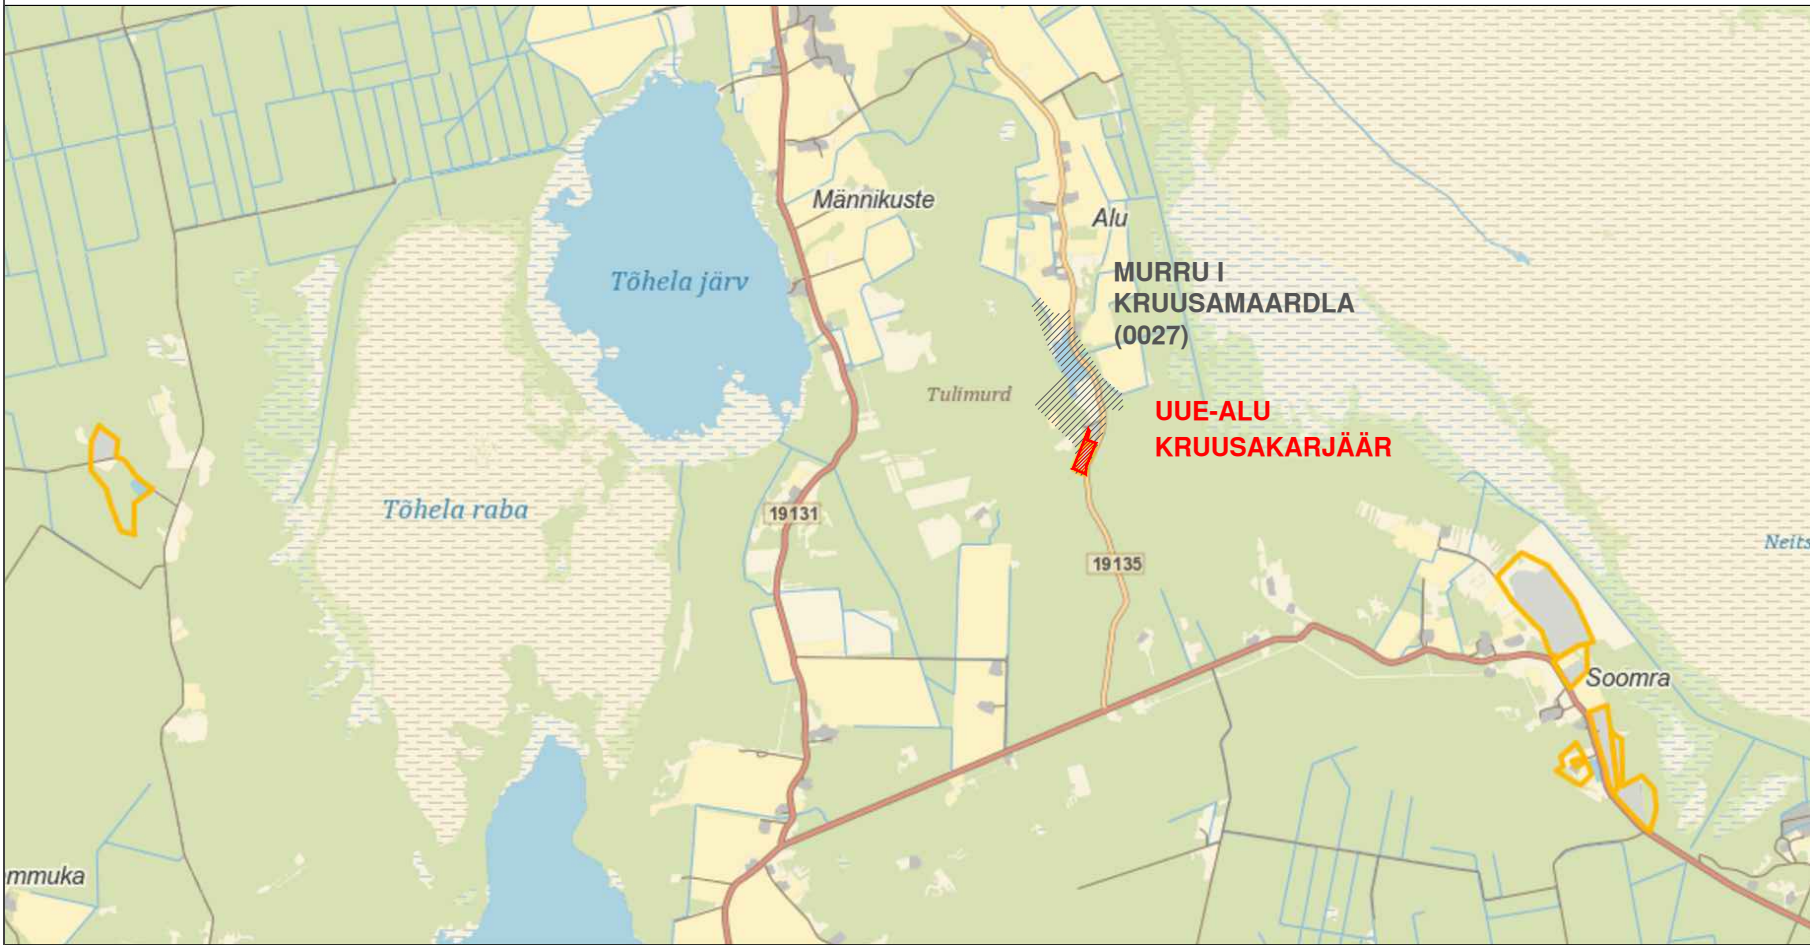 Männikuste
Alu
Tõhela järv
MURRU I
KRUUSAMAARDLA
(0027)
Tulimurd
UUE-ALU
KRUUSAKARJÄÄR
Tõhela raba
19131
Neits
19135
Soomra
mmuka